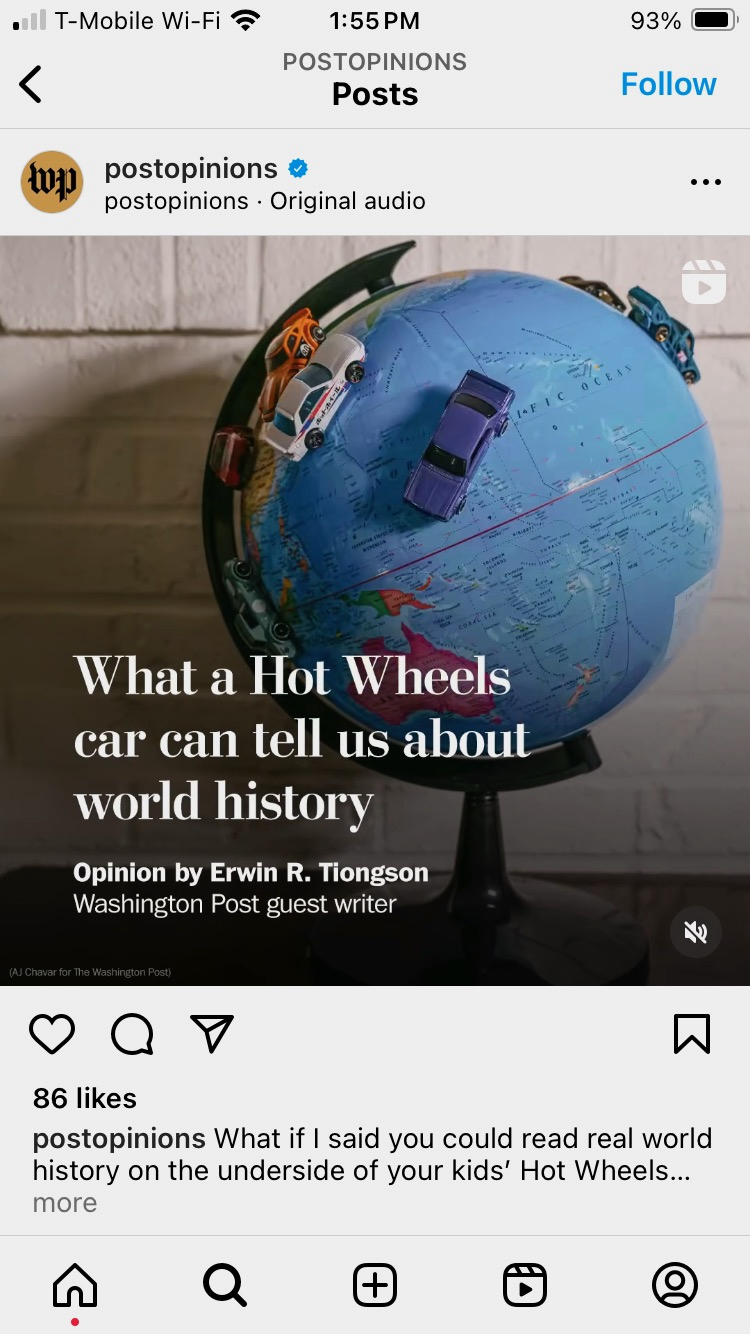 T-Mobile Wi-Fi 1:55 PM 93%
POSTOPINIONS
Posts
Follow
wp
postopinions
postopinions · Original audio
PACIFIC OCEAN
CORAL SEA
What a Hot Wheels
car can tell us about
world history
Opinion by Erwin R. Tiongson
Washington Post guest writer
(AJ Chavar for The Washington Post)
86 likes
postopinions What if I said you could read real world
history on the underside of your kids’ Hot Wheels...
more